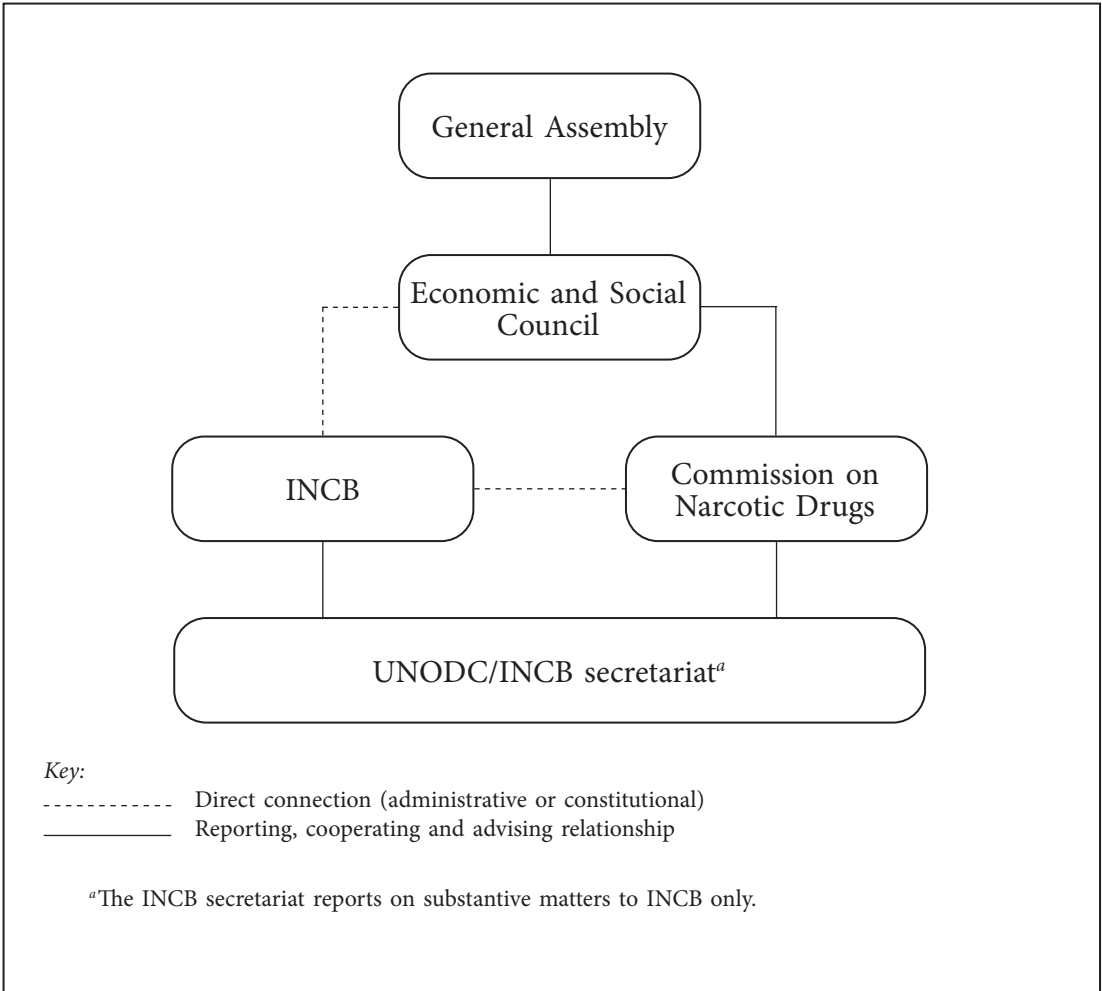 General Assembly
Economic and Social
Council
INCB
Commission on
Narcotic Drugs
UNODC/INCB secretariatᵃ
Key:
Direct connection (administrative or constitutional)
Reporting, cooperating and advising relationship
ᵃThe INCB secretariat reports on substantive matters to INCB only.